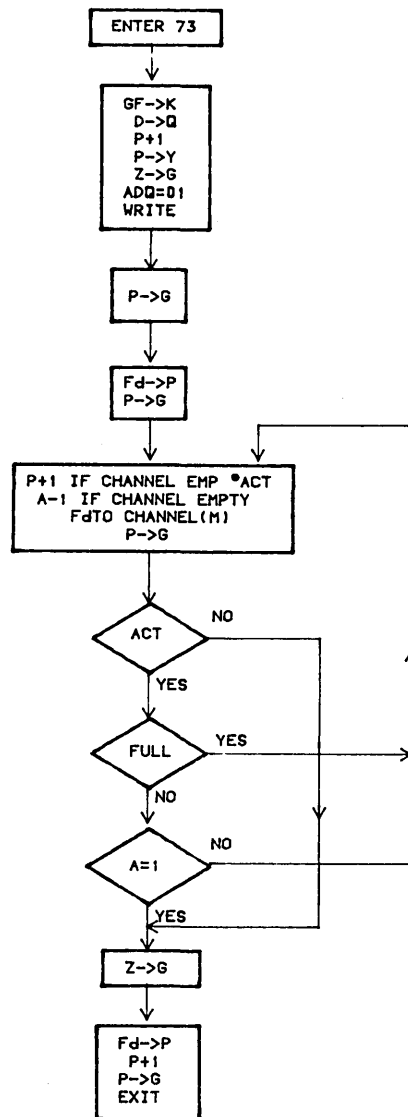 ENTER 73
GF->K
D->Q
P+1
P->Y
Z->G
ADQ=01
WRITE
P->G
Fd->P
P->G
P+1 IF CHANNEL EMP •ACT
A-1 IF CHANNEL EMPTY
FdTO CHANNEL(M)
P->G
ACT
NO
YES
FULL
YES
NO
A=1
NO
YES
Z->G
Fd->P
P+1
P->G
EXIT